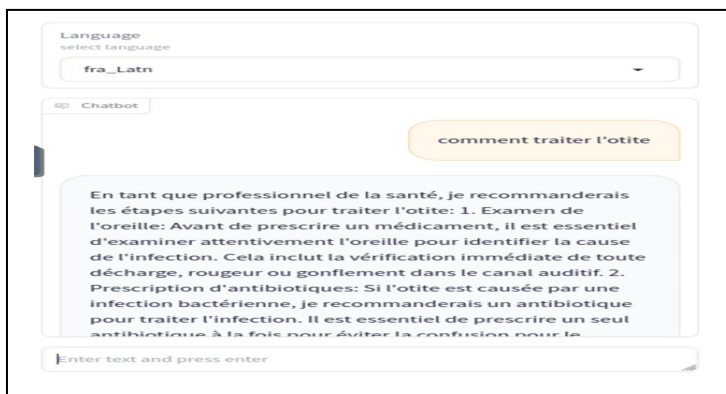 Language
select language
fra_Latn
Chatbot
comment traiter l'otite
En tant que professionnel de la santé, je recommanderais
les étapes suivantes pour traiter l'otite: 1. Examen de
l'oreille: Avant de prescrire un médicament, il est essentiel
d'examiner attentivement l'oreille pour identifier la cause
de l'infection. Cela inclut la vérification immédiate de toute
décharge, rougeur ou gonflement dans le canal auditif. 2.
Prescription d'antibiotiques: Si l'otite est causée par une
infection bactérienne, je recommanderais un antibiotique
pour traiter l'infection. Il est essentiel de prescrire un seul
antibiotique à la fois pour éviter la confusion pour le
Enter text and press enter